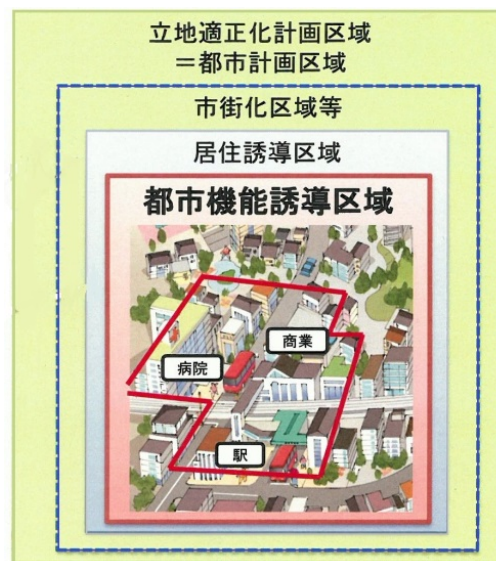 立地適正化計画区域
＝都市計画区域
市街化区域等
居住誘導区域
都市機能誘導区域
商業
病院
駅